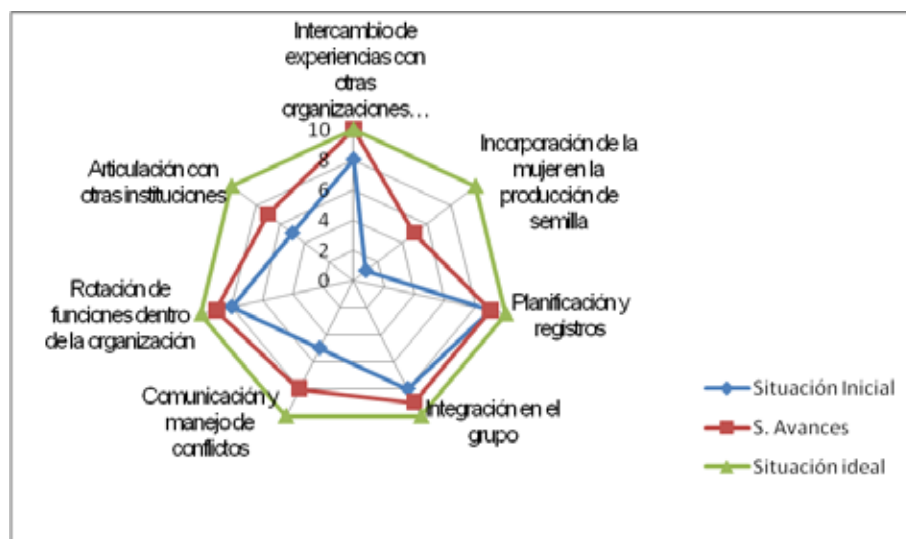 Intercambio de
experiencias con
otras
organizaciones...
10
8
6
4
2
0
Incorporación de la
mujer en la
producción de
semilla
Planificación y
registros
Integración en el
grupo
Comunicación y
manejo de
conflictos
Rotación de
funciones dentro
de la organización
Articulación con
otras instituciones
Situación Inicial
S. Avances
Situación ideal